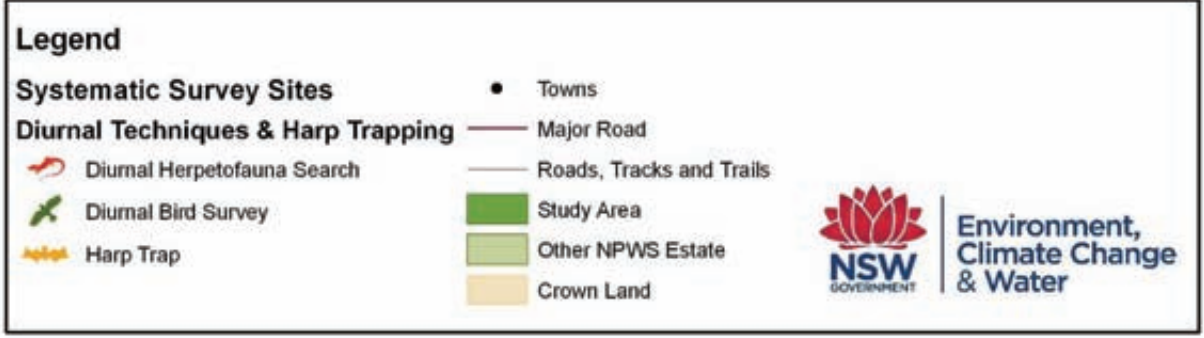 Legend
Systematic Survey Sites
Diurnal Techniques & Harp Trapping
Diurnal Herpetofauna Search
Diurnal Bird Survey
Harp Trap
Towns
Major Road
Roads, Tracks and Trails
Study Area
Other NPWS Estate
Crown Land
NSW
GOVERNMENT
Environment,
Climate Change
& Water